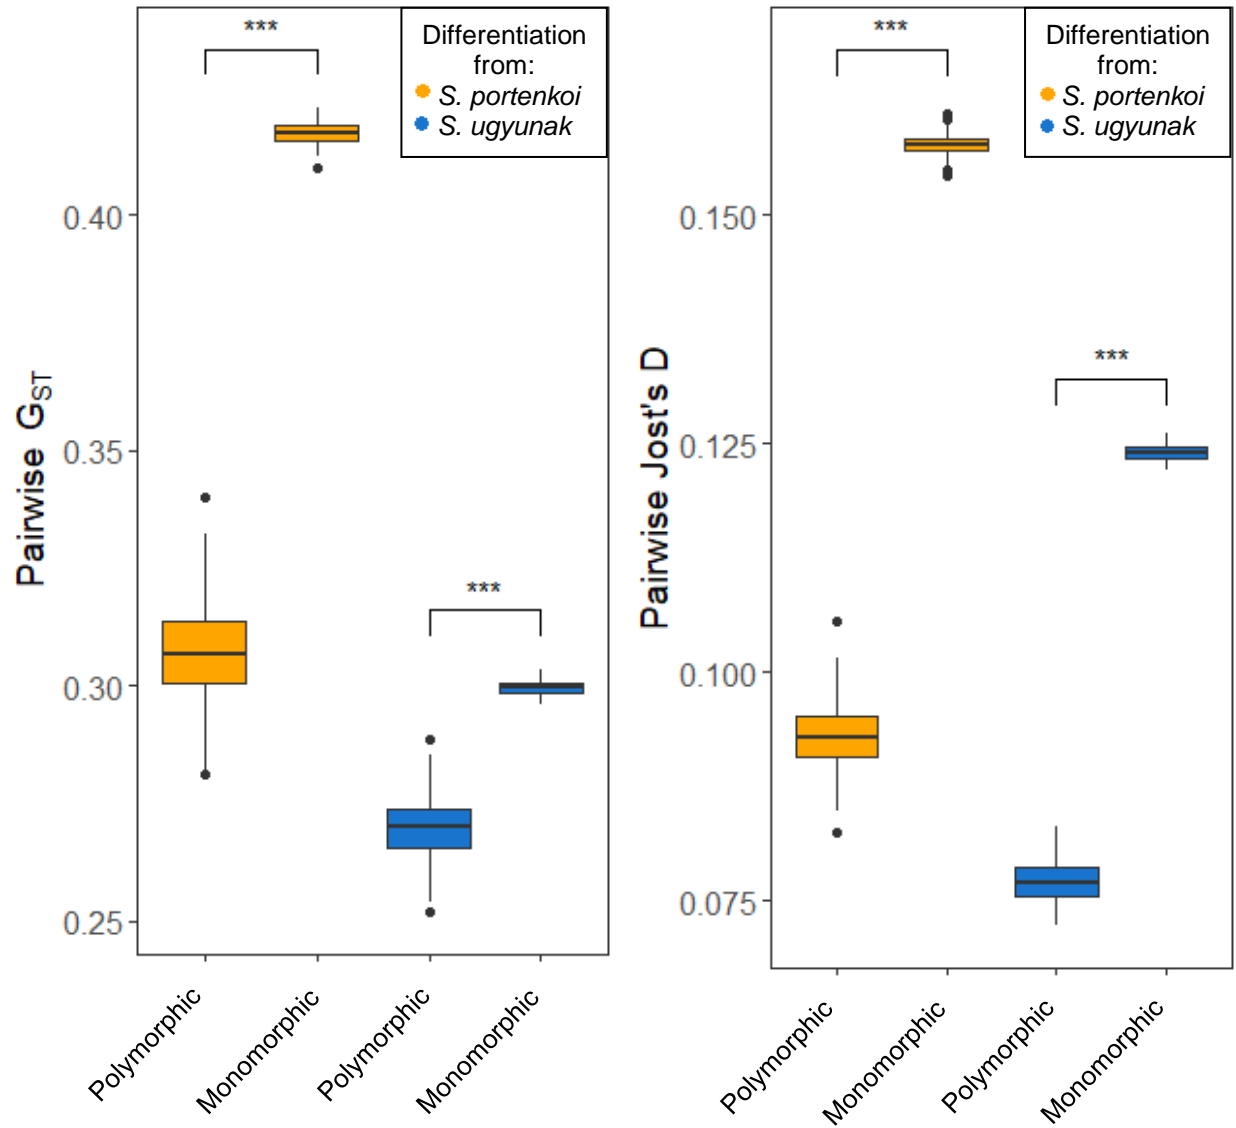 ***
Differentiation
from:
S. portenkoi
S. ugyunak
0.40
0.35
0.30
0.25
Pairwise GST
***
Polymorphic
Monomorphic
Polymorphic
Monomorphic
***
Differentiation
from:
S. portenkoi
S. ugyunak
0.150
0.125
0.100
0.075
Pairwise Jost's D
***
Polymorphic
Monomorphic
Polymorphic
Monomorphic